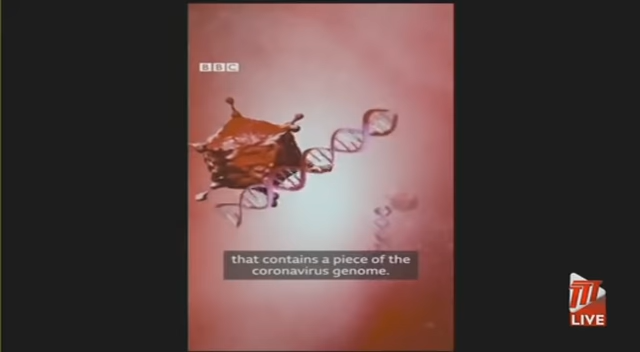 BBC
that contains a piece of the
coronavirus genome.
LIVE